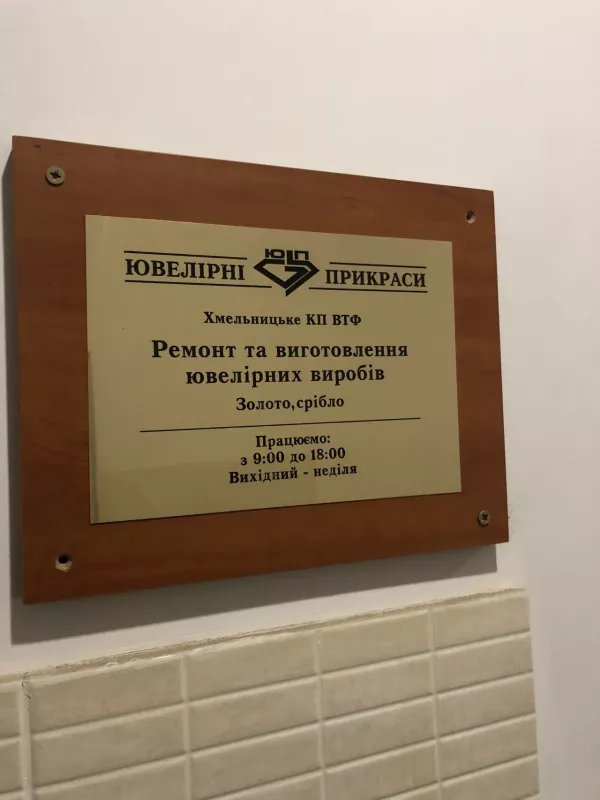 ЮП
ЮВЕЛІРНІ ПРИКРАСИ
Хмельницьке КП ВТФ
Ремонт та виготовлення
ювелірних виробів
Золото,срібло
Працюємо:
з 9:00 до 18:00
Вихідний - неділя